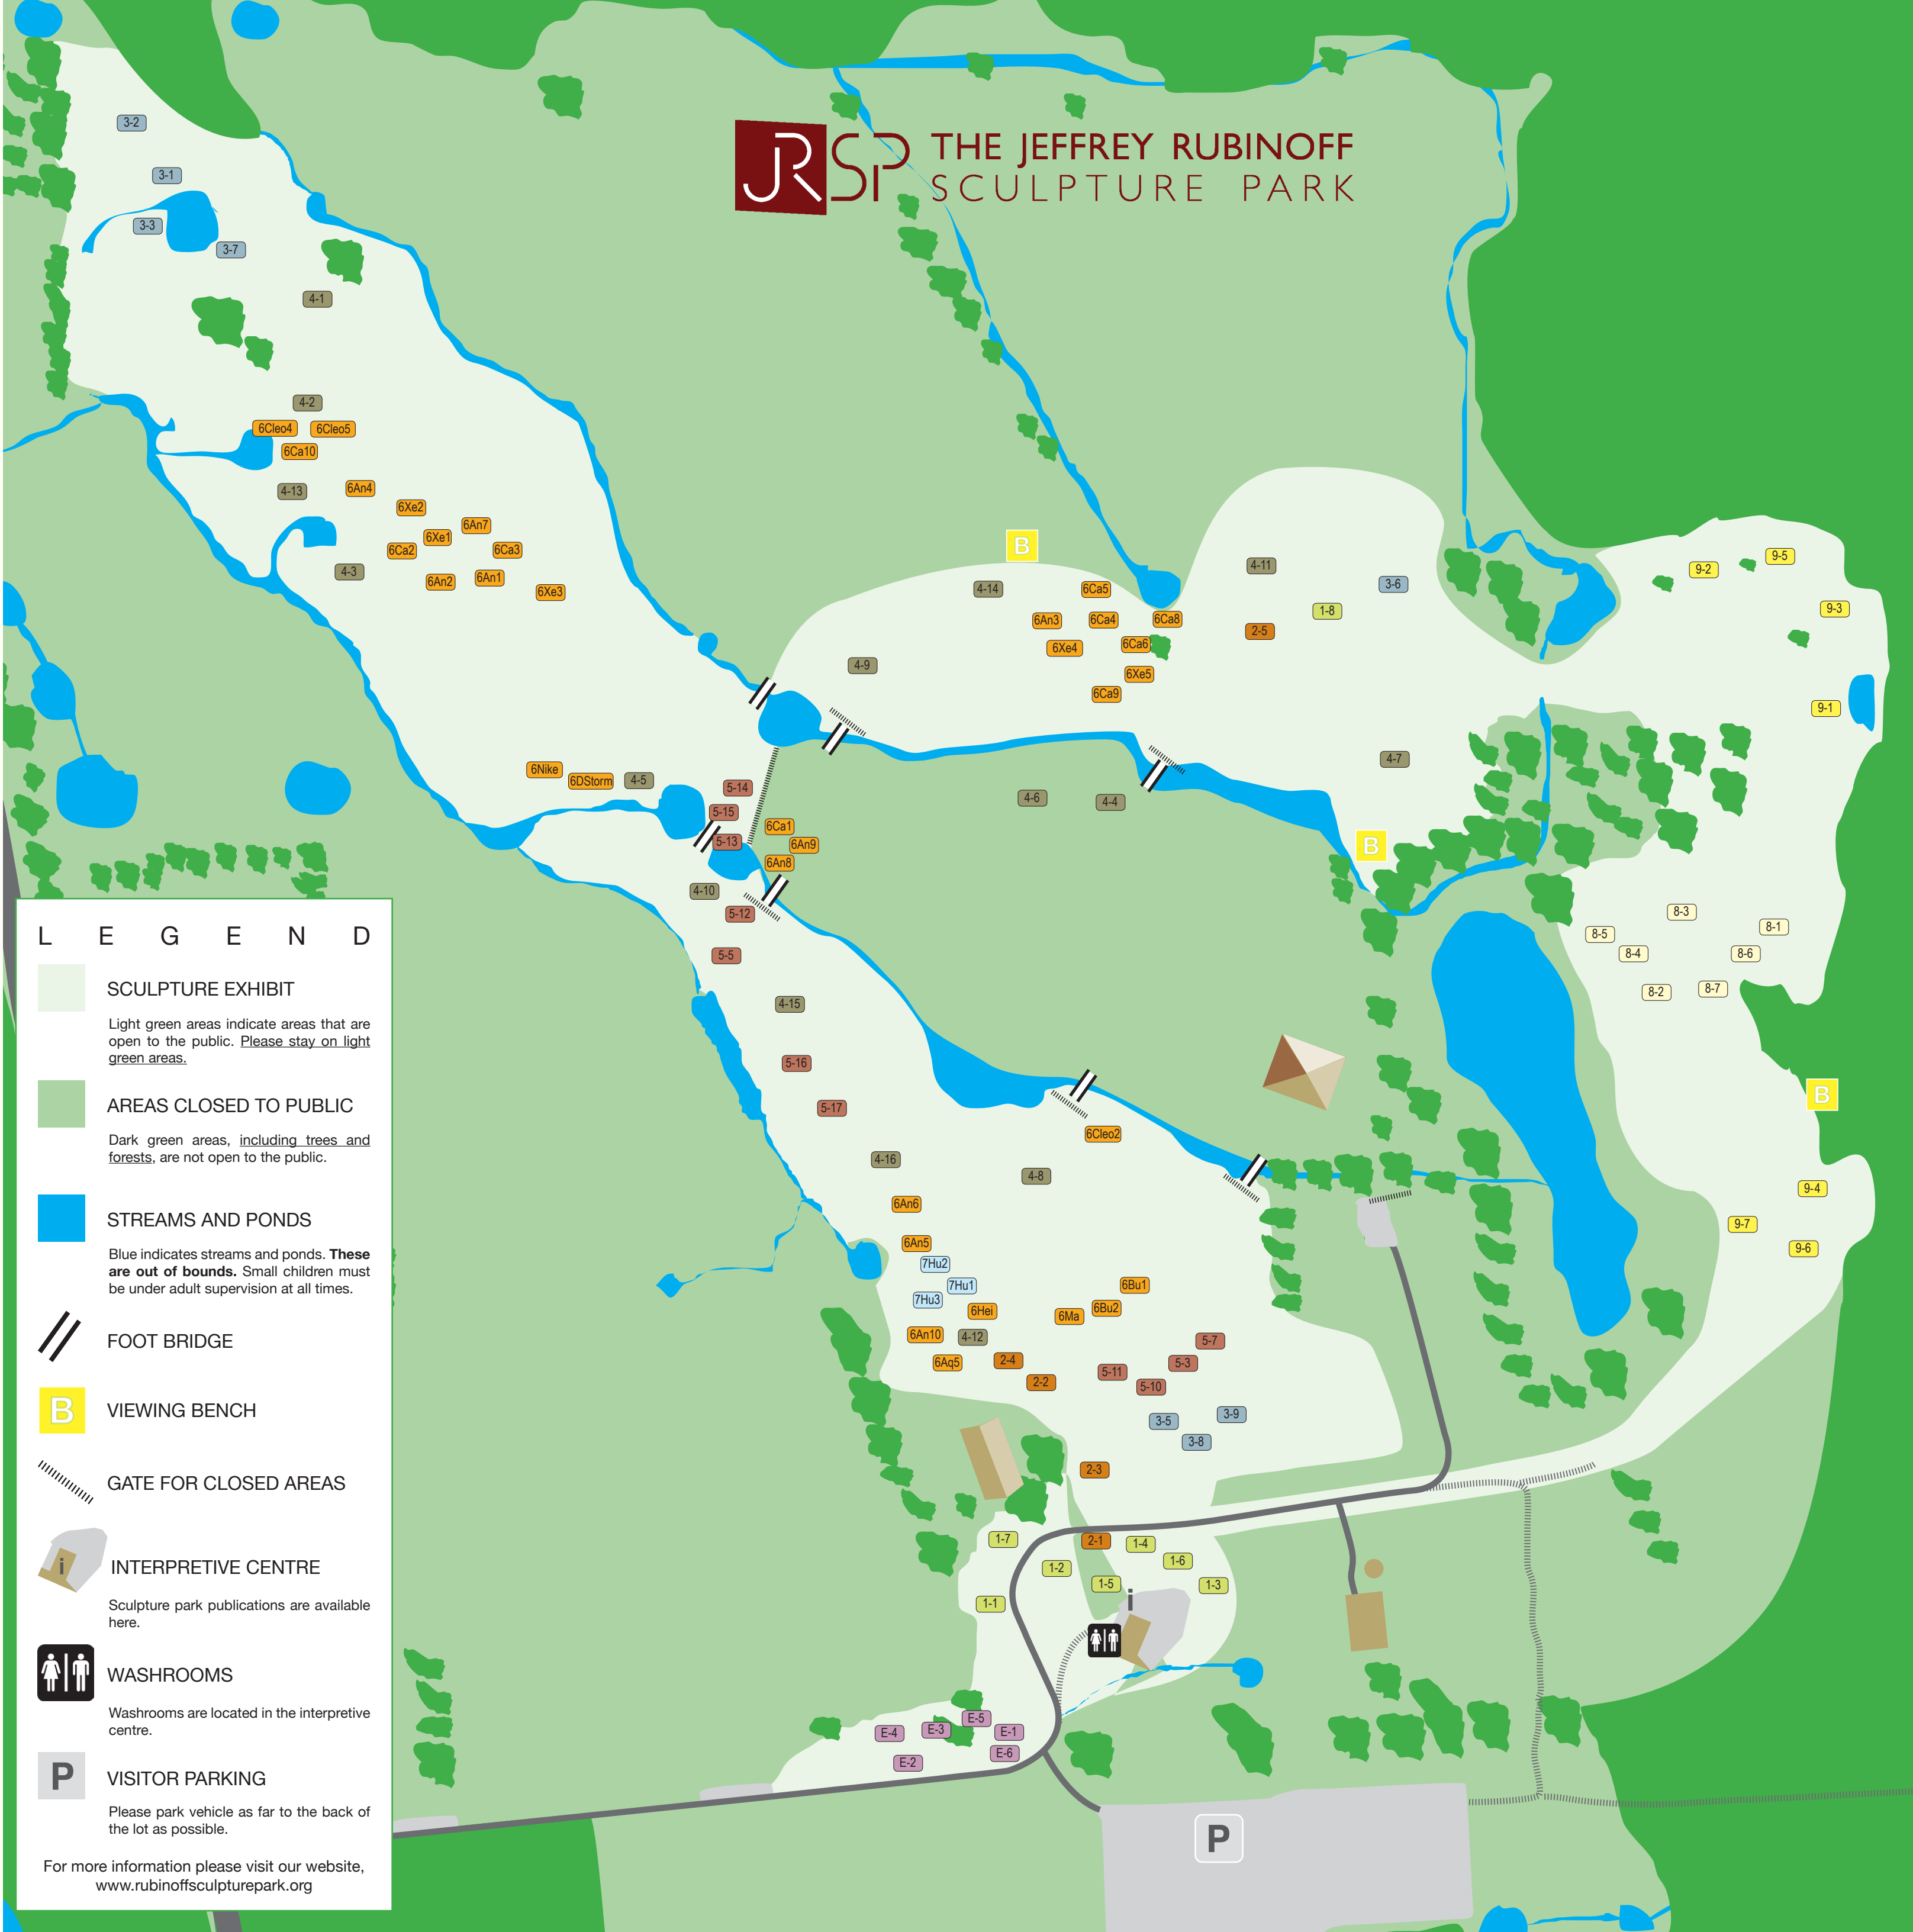 JRSP THE JEFFREY RUBINOFF
SCULPTURE PARK
3-2
3-1
3-3
3-7
4-1
4-2
6Cleo4
6Cleo5
6Ca10
4-13
6An4
6Xe2
6An7
6Xe1
6Ca2
6Ca3
4-3
6An2
6An1
6Xe3
B
4-14
6Ca5
6An3
6Ca4
6Ca8
6Xe4
6Ca6
6Xe5
6Ca9
4-9
4-11
3-6
1-8
2-5
9-2
9-5
9-3
9-1
4-7
6Nike
6DStorm
4-5
5-14
5-15
5-13
6Ca1
6An9
6An8
4-6
4-4
B
4-10
5-12
5-5
8-3
8-1
8-5
8-4
8-6
8-2
8-7
4-15
5-16
5-17
B
6Cleo2
4-16
4-8
6An6
9-4
9-7
9-6
6An5
7Hu2
7Hu1
7Hu3
6Hei
6Bu1
6Bu2
6Ma
6An10
4-12
6Aq5
2-4
2-2
5-7
5-3
5-11
5-10
3-9
3-5
3-8
2-3
1-7
2-1
1-4
1-2
1-6
1-5
1-3
1-1
i
E-5
E-4
E-3
E-1
E-6
E-2
P
LEGEND
SCULPTURE EXHIBIT
Light green areas indicate areas that are
open to the public. Please stay on light
green areas.
AREAS CLOSED TO PUBLIC
Dark green areas, including trees and
forests, are not open to the public.
STREAMS AND PONDS
Blue indicates streams and ponds. These
are out of bounds. Small children must
be under adult supervision at all times.
FOOT BRIDGE
B VIEWING BENCH
GATE FOR CLOSED AREAS
i INTERPRETIVE CENTRE
Sculpture park publications are available
here.
WASHROOMS
Washrooms are located in the interpretive
centre.
P VISITOR PARKING
Please park vehicle as far to the back of
the lot as possible.
For more information please visit our website,
www.rubinoffsculpturepark.org